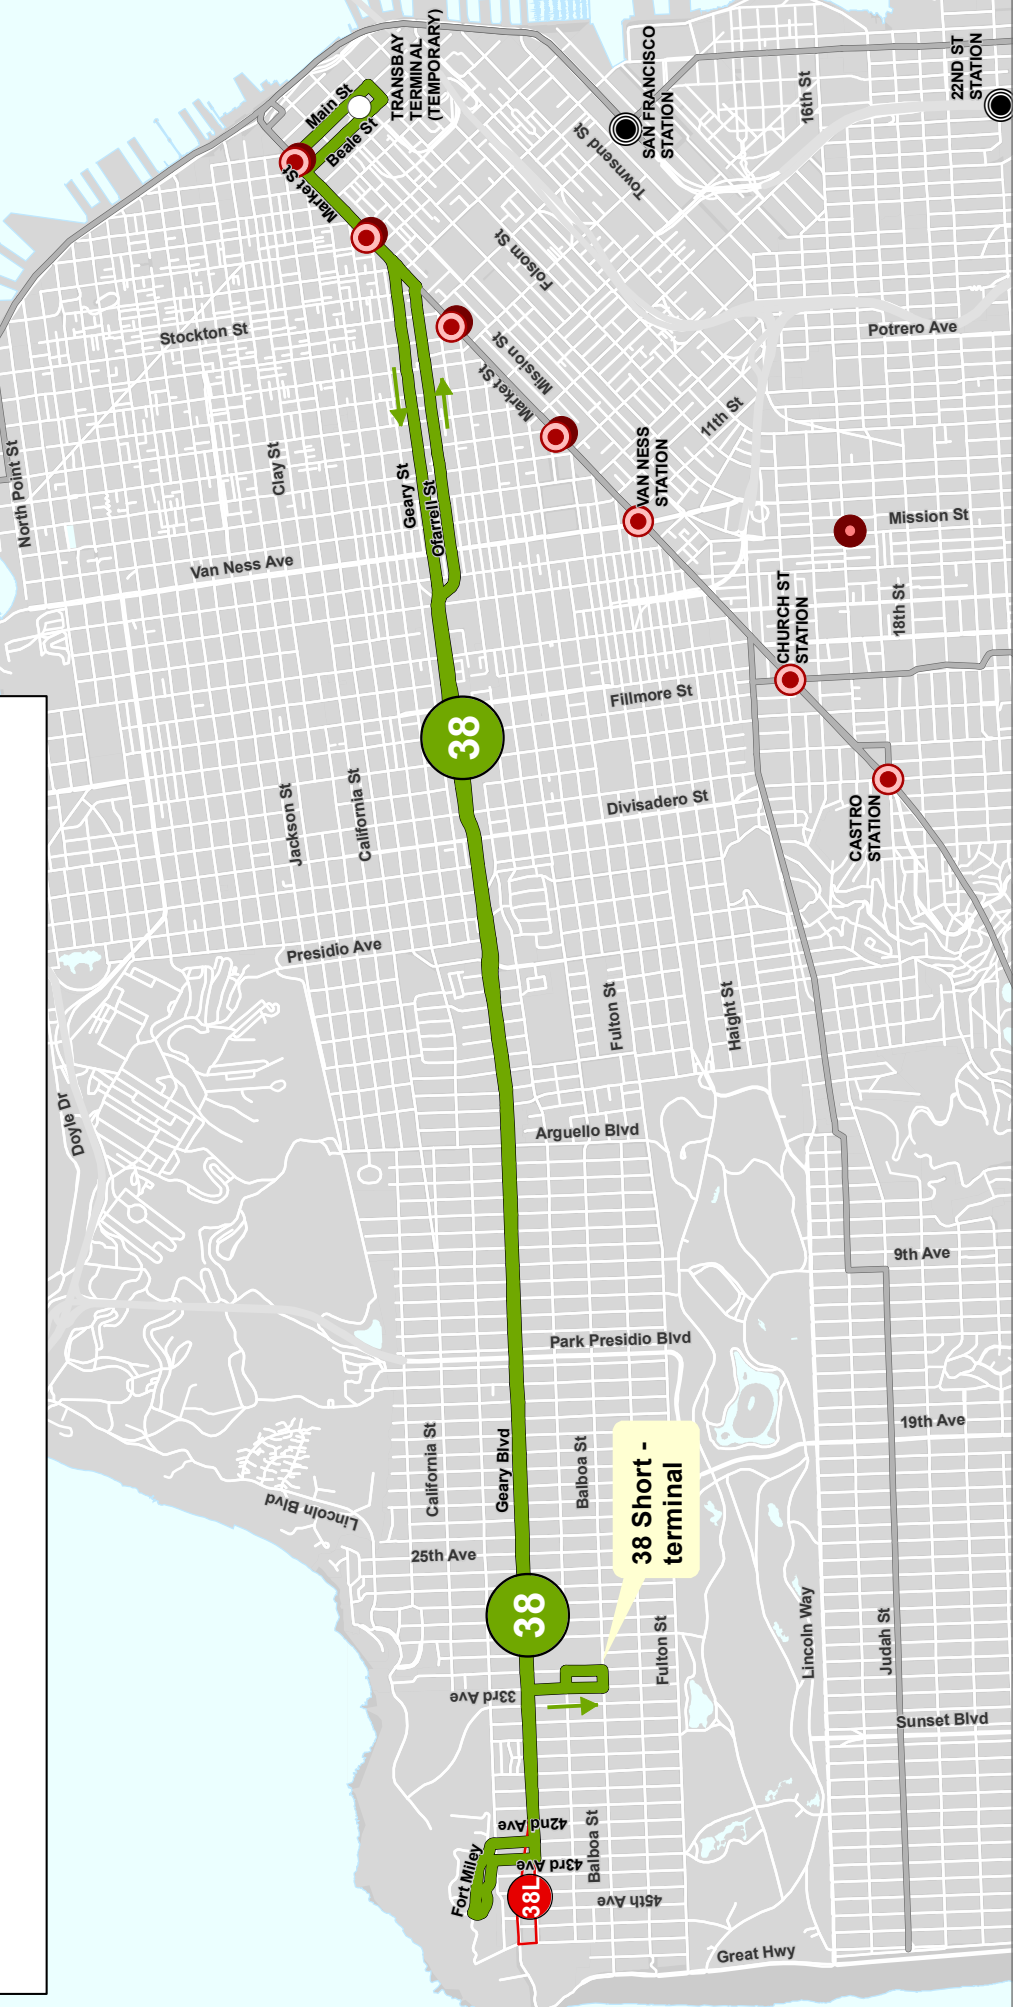 Main St
Beale St
Market St
TRANSBAY
TERMINAL
(TEMPORARY)
SAN FRANCISCO
STATION
22ND ST
STATION
16th St
Townsend St
Folsom St
Mission St
Market St
Potrero Ave
11th St
Stockton St
North Point St
Clay St
Van Ness Ave
Geary St
Ofarrell St
VAN NESS
STATION
Mission St
18th St
CHURCH ST
STATION
CASTRO
STATION
Fillmore St
38
Divisadero St
California St
Jackson St
Presidio Ave
Fulton St
Haight St
Doyle Dr
Arguello Blvd
9th Ave
Park Presidio Blvd
19th Ave
California St
Geary Blvd
Balboa St
Lincoln Blvd
25th Ave
38 Short -
terminal
38
33rd Ave
Fulton St
Lincoln Way
Judah St
Sunset Blvd
42nd Ave
43rd Ave
Balboa St
45th Ave
Fort Miley
38L
Great Hwy